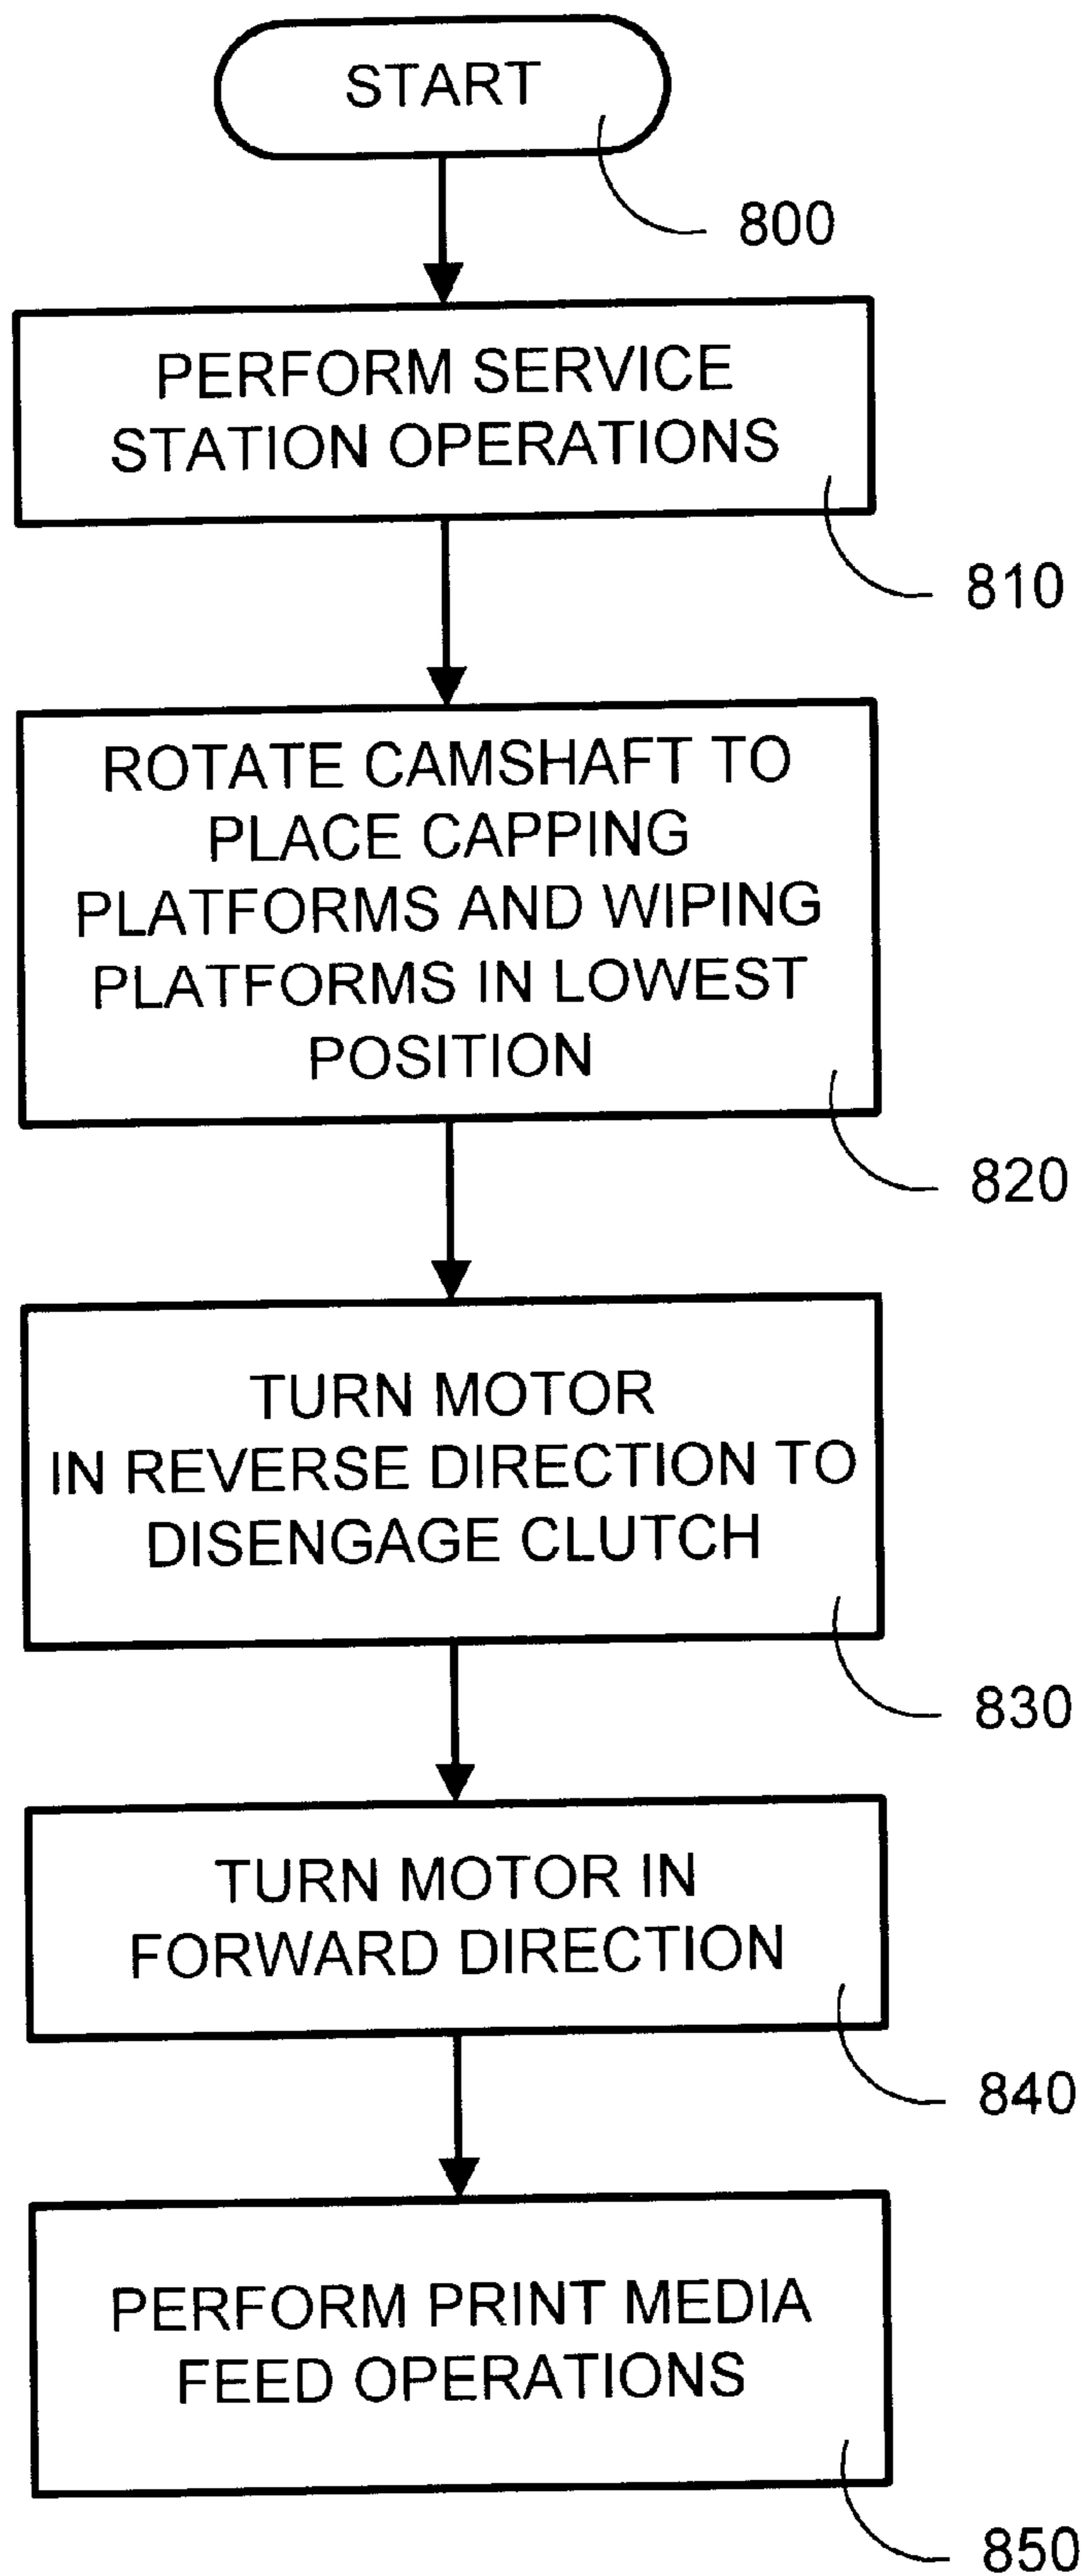 START
800
PERFORM SERVICE
STATION OPERATIONS
810
ROTATE CAMSHAFT TO
PLACE CAPPING
PLATFORMS AND WIPING
PLATFORMS IN LOWEST
POSITION
820
TURN MOTOR
IN REVERSE DIRECTION TO
DISENGAGE CLUTCH
830
TURN MOTOR IN
FORWARD DIRECTION
840
PERFORM PRINT MEDIA
FEED OPERATIONS
850